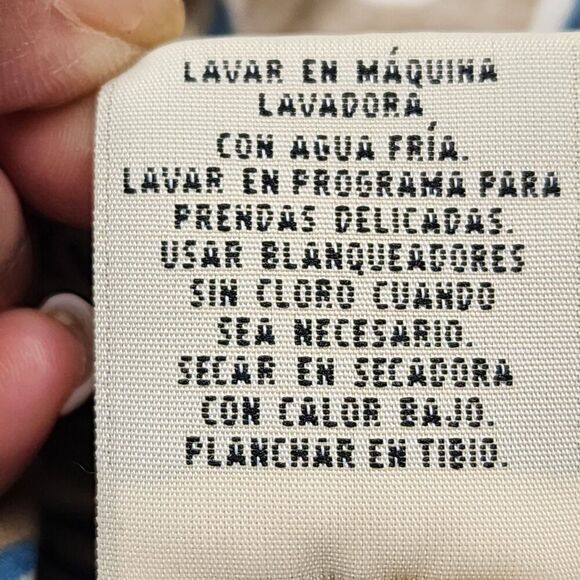 LAVAR EN MÁQUINA
LAVADORA
CON AGUA FRÍA.
LAVAR EN PROGRAMA PARA
PRENDAS DELICADAS.
USAR BLANQUEADORES
SIN CLORO CUANDO
SEA NECESARIO.
SECAR EN SECADORA
CON CALOR BAJO.
PLANCHAR EN TIBIO.